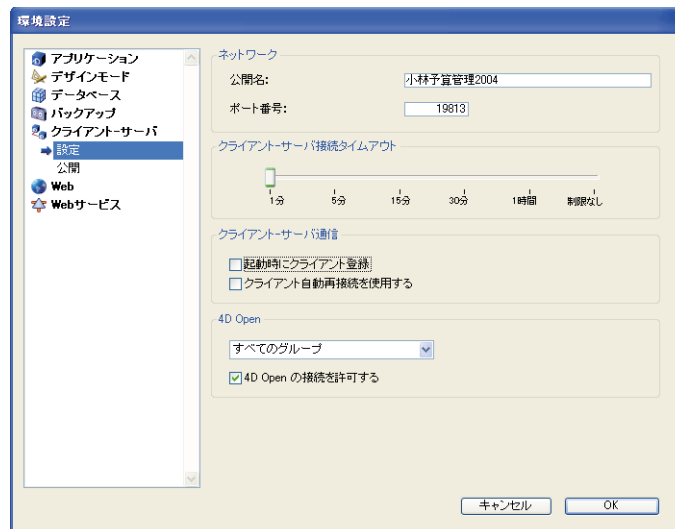 環境設定
アプリケーション
デザインモード
データベース
バックアップ
クライアント-サーバ
設定
公開
Web
Webサービス
ネットワーク
公開名: 小林予算管理2004
ポート番号: 19813
クライアント-サーバ接続タイムアウト
1分 5分 15分 30分 1時間 制限なし
クライアント-サーバ通信
起動時にクライアント登録
クライアント自動再接続を使用する
4D Open
すべてのグループ
4D Open の接続を許可する
キャンセル OK